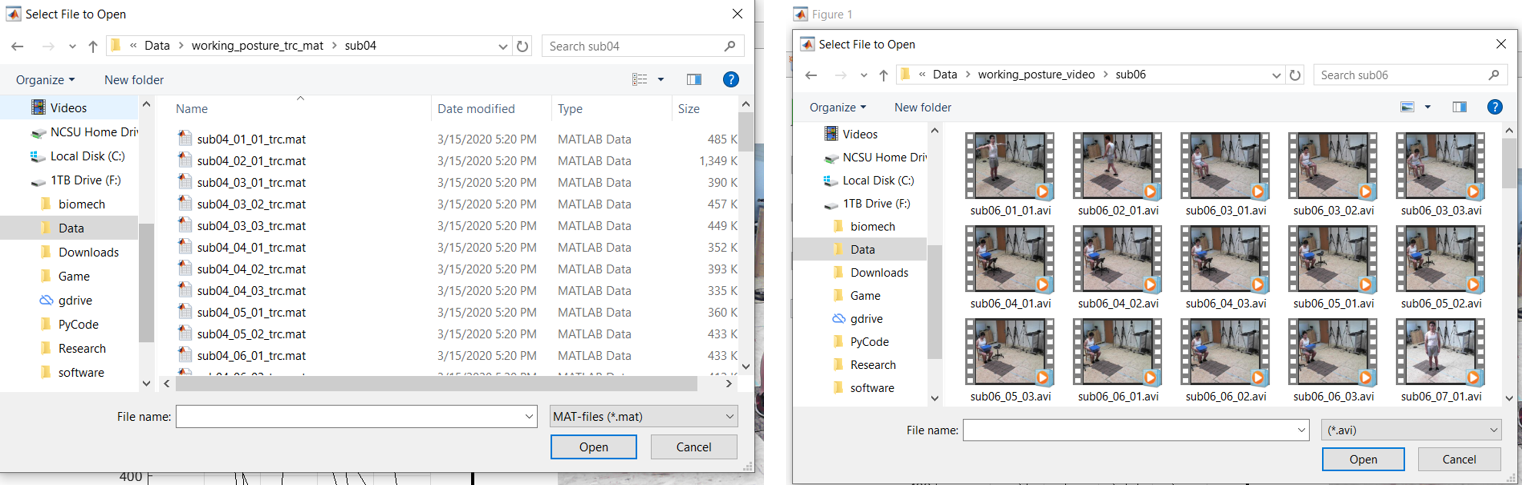 Select File to Open
« Data > working_posture_trc_mat > sub04
Search sub04
Organize
New folder
Videos
NCSU Home Driv
Local Disk (C:)
1TB Drive (F:)
biomech
Data
Downloads
Game
gdrive
PyCode
Research
software
Name Date modified Type Size
sub04_01_01_trc.mat 3/15/2020 5:20 PM MATLAB Data 485 K
sub04_02_01_trc.mat 3/15/2020 5:20 PM MATLAB Data 1,349 K
sub04_03_01_trc.mat 3/15/2020 5:20 PM MATLAB Data 390 K
sub04_03_02_trc.mat 3/15/2020 5:20 PM MATLAB Data 457 K
sub04_03_03_trc.mat 3/15/2020 5:20 PM MATLAB Data 449 K
sub04_04_01_trc.mat 3/15/2020 5:20 PM MATLAB Data 352 K
sub04_04_02_trc.mat 3/15/2020 5:20 PM MATLAB Data 393 K
sub04_04_03_trc.mat 3/15/2020 5:20 PM MATLAB Data 335 K
sub04_05_01_trc.mat 3/15/2020 5:20 PM MATLAB Data 360 K
sub04_05_02_trc.mat 3/15/2020 5:20 PM MATLAB Data 433 K
sub04_06_01_trc.mat 3/15/2020 5:20 PM MATLAB Data 433 K
File name:
MAT-files (*.mat)
Open
Cancel
400
Figure 1
Select File to Open
« Data > working_posture_video > sub06
Search sub06
Organize
New folder
Videos
NCSU Home Driv
Local Disk (C:)
1TB Drive (F:)
biomech
Data
Downloads
Game
gdrive
PyCode
Research
software
sub06_01_01.avi sub06_02_01.avi sub06_03_01.avi sub06_03_02.avi sub06_03_03.avi
sub06_04_01.avi sub06_04_02.avi sub06_04_03.avi sub06_05_01.avi sub06_05_02.avi
sub06_05_03.avi sub06_06_01.avi sub06_06_02.avi sub06_06_03.avi sub06_07_01.avi
File name:
(*.avi)
Open
Cancel